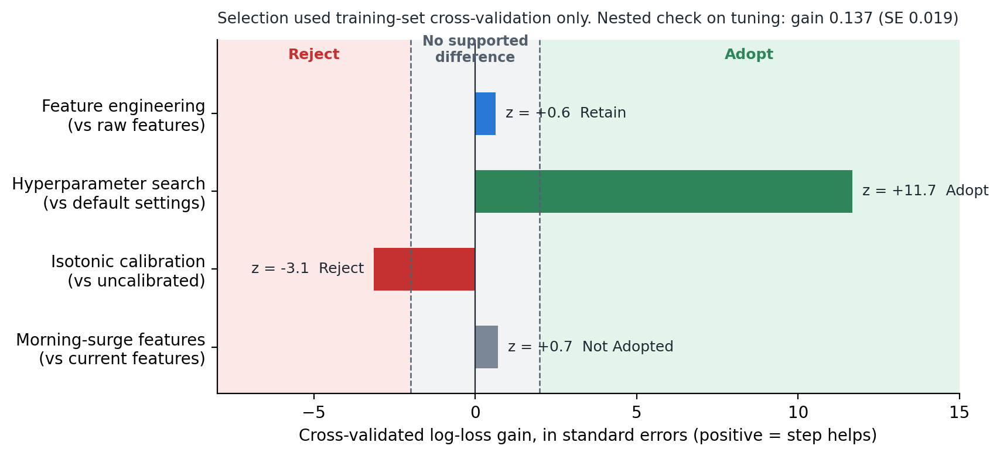 Selection used training-set cross-validation only. Nested check on tuning: gain 0.137 (SE 0.019)
No supported
difference
Reject
Adopt
Feature engineering
(vs raw features)
z = +0.6  Retain
Hyperparameter search
(vs default settings)
z = +11.7  Adopt
Isotonic calibration
(vs uncalibrated)
z = -3.1  Reject
Morning-surge features
(vs current features)
z = +0.7  Not Adopted
−5 0 5 10 15
Cross-validated log-loss gain, in standard errors (positive = step helps)